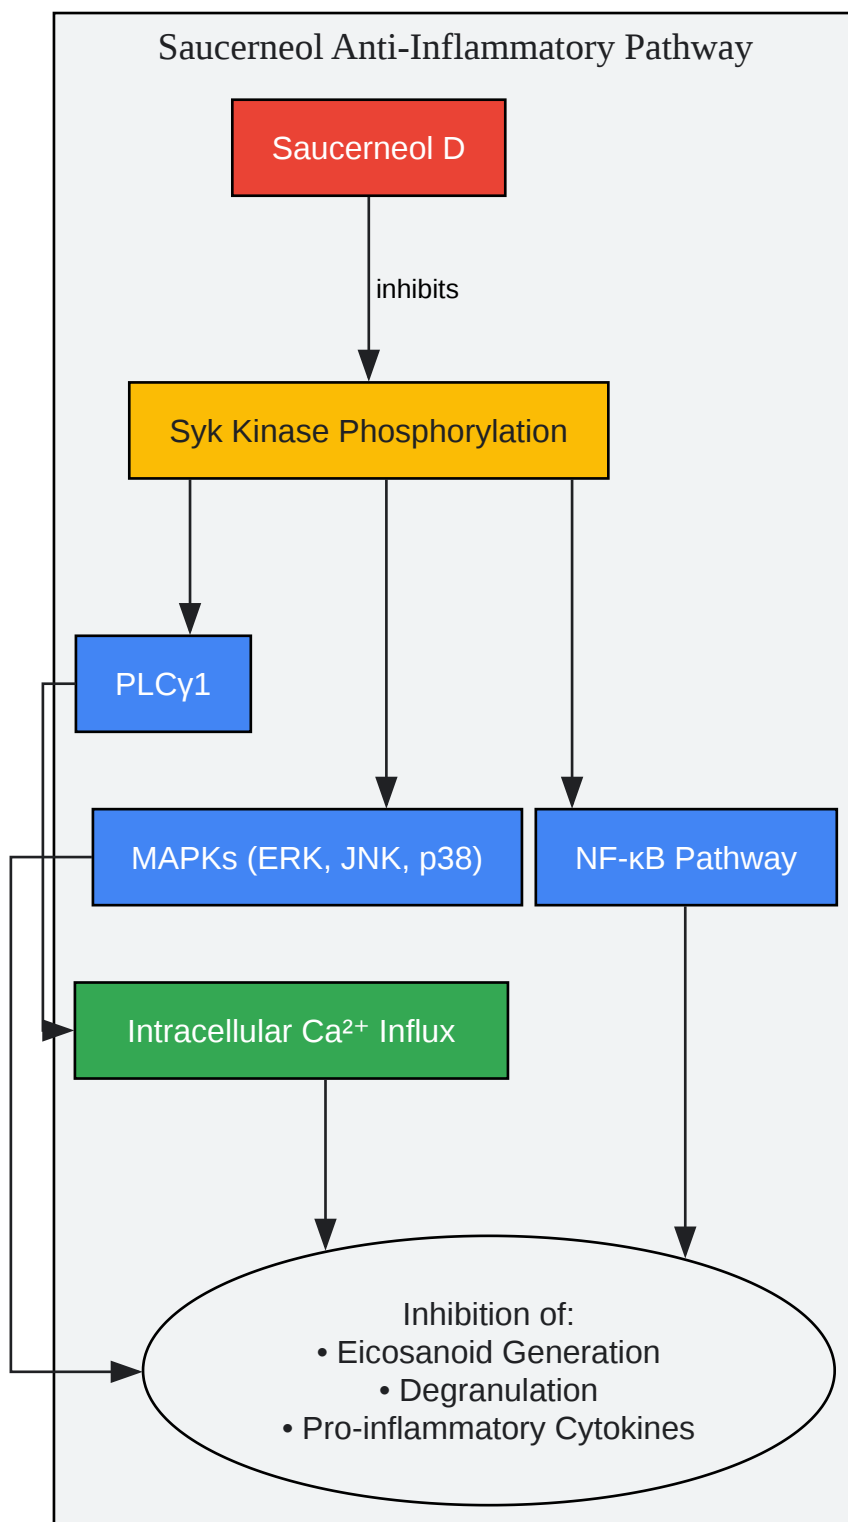 Saucerneol Anti-Inflammatory Pathway
Saucerneol D
inhibits
Syk Kinase Phosphorylation
PLCγ1
MAPKs (ERK, JNK, p38)
NF-κB Pathway
Intracellular Ca²⁺ Influx
Inhibition of:
• Eicosanoid Generation
• Degranulation
• Pro-inflammatory Cytokines